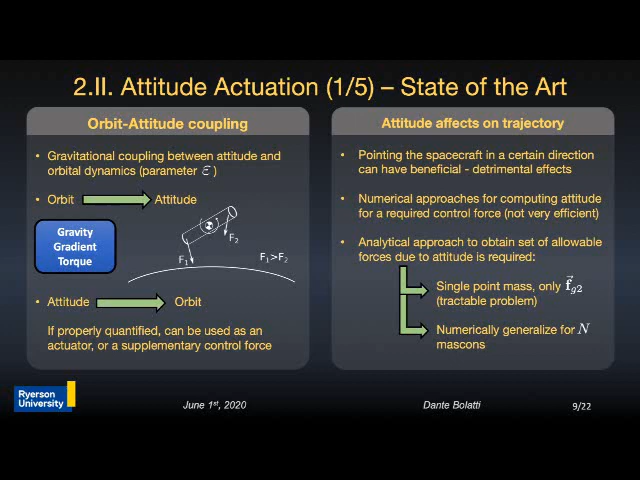 2.II. Attitude Actuation (1/5) – State of the Art
Orbit-Attitude coupling
• Gravitational coupling between attitude and
orbital dynamics (parameter ε )
• Orbit Attitude
Gravity
Gradient
Torque
F₁
F₂
F₁>F₂
• Attitude Orbit
If properly quantified, can be used as an
actuator, or a supplementary control force
Attitude affects on trajectory
• Pointing the spacecraft in a certain direction
can have beneficial - detrimental effects
• Numerical approaches for computing attitude
for a required control force (not very efficient)
• Analytical approach to obtain set of allowable
forces due to attitude is required:
Single point mass, only f⃗g2
(tractable problem)
Numerically generalize for N
mascons
Ryerson
University
June 1st, 2020
Dante Bolatti
9/22